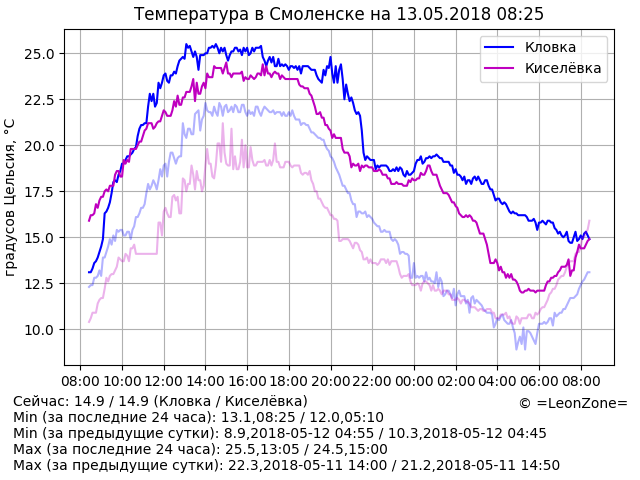 Температура в Смоленске на 13.05.2018 08:25
градусов Цельсия, °C
25.0
22.5
20.0
17.5
15.0
12.5
10.0
Кловка
Киселёвка
08:00 10:00 12:00 14:00 16:00 18:00 20:00 22:00 00:00 02:00 04:00 06:00 08:00
Сейчас: 14.9 / 14.9 (Кловка / Киселёвка)
© =LeonZone=
Min (за последние 24 часа): 13.1,08:25 / 12.0,05:10
Min (за предыдущие сутки): 8.9,2018-05-12 04:55 / 10.3,2018-05-12 04:45
Max (за последние 24 часа): 25.5,13:05 / 24.5,15:00
Max (за предыдущие сутки): 22.3,2018-05-11 14:00 / 21.2,2018-05-11 14:50